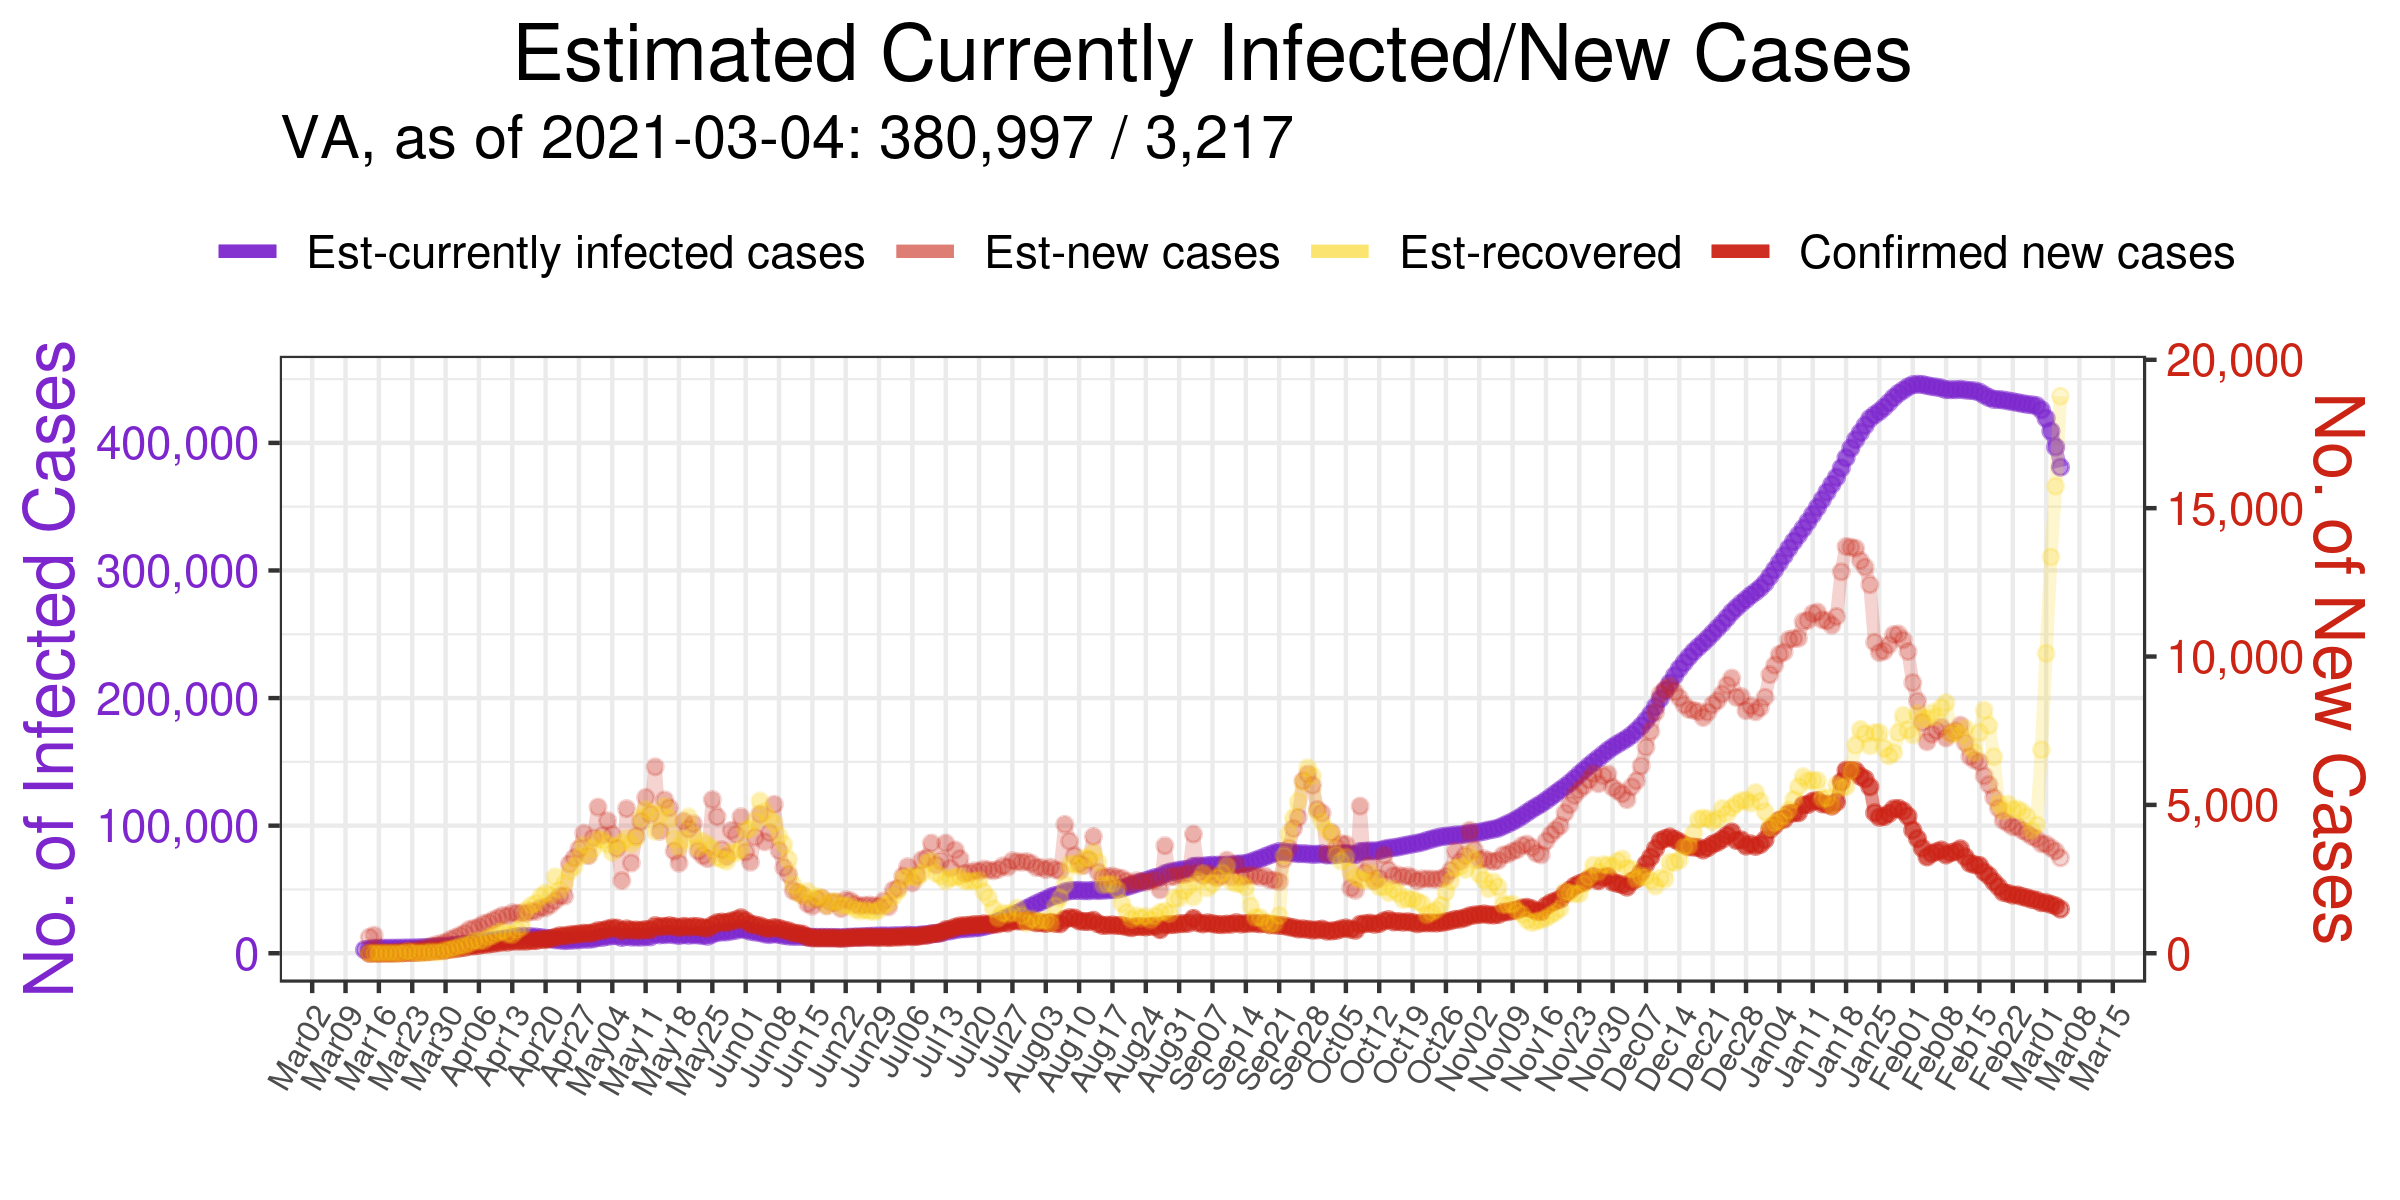 Estimated Currently Infected/New Cases
VA, as of 2021-03-04: 380,997 / 3,217
Est-currently infected cases
Est-new cases
Est-recovered
Confirmed new cases
No. of Infected Cases
400,000
300,000
200,000
100,000
0
20,000
15,000
10,000
5,000
0
No. of New Cases
Mar02
Mar09
Mar16
Mar23
Mar30
Apr06
Apr13
Apr20
Apr27
May04
May11
May18
May25
Jun01
Jun08
Jun15
Jun22
Jun29
Jul06
Jul13
Jul20
Jul27
Aug03
Aug10
Aug17
Aug24
Aug31
Sep07
Sep14
Sep21
Sep28
Oct05
Oct12
Oct19
Oct26
Nov02
Nov09
Nov16
Nov23
Nov30
Dec07
Dec14
Dec21
Dec28
Jan04
Jan11
Jan18
Jan25
Feb01
Feb08
Feb15
Feb22
Mar01
Mar08
Mar15